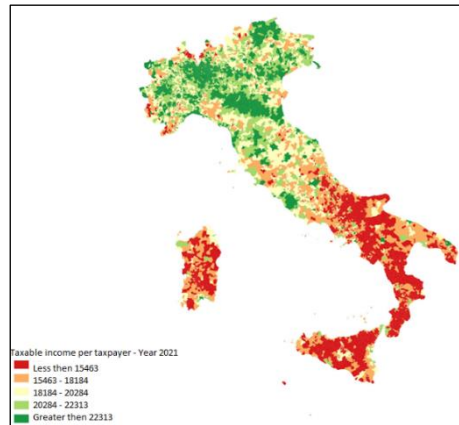 Taxable income per taxpayer - Year 2021
Less then 15463
15463 - 18184
18184 - 20284
20284 - 22313
Greater then 22313